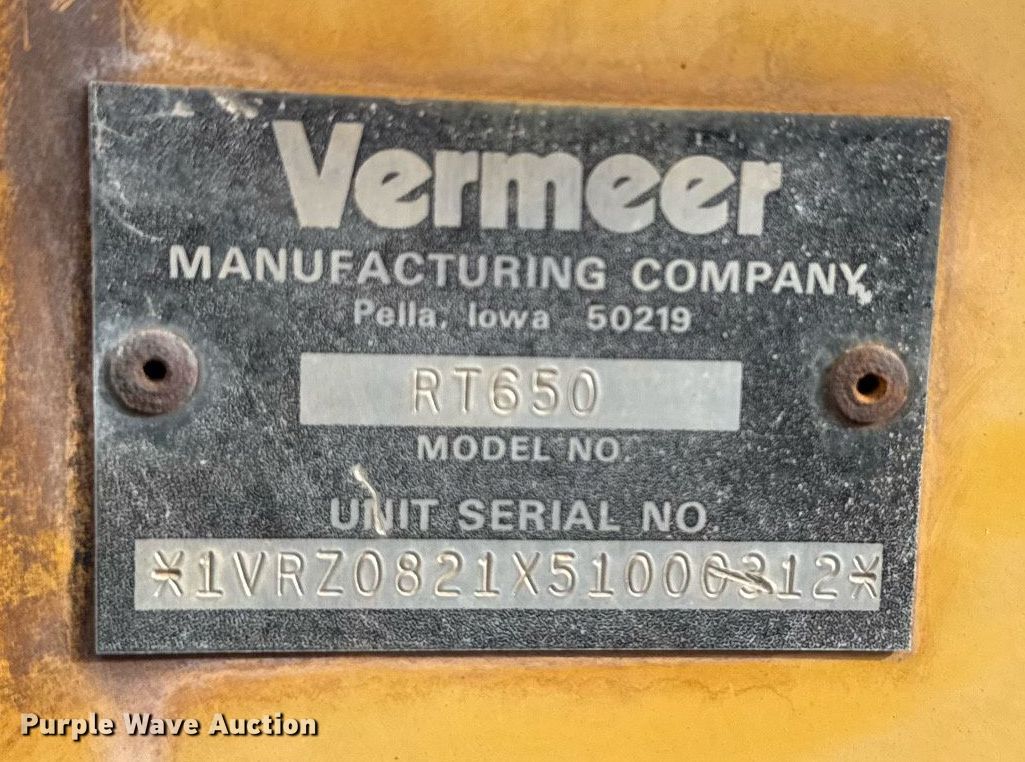 Vermeer
MANUFACTURING COMPANY
Pella, Iowa 50219
RT650
MODEL NO.
UNIT SERIAL NO.
*1VRZ0821X51000312*
Purple Wave Auction